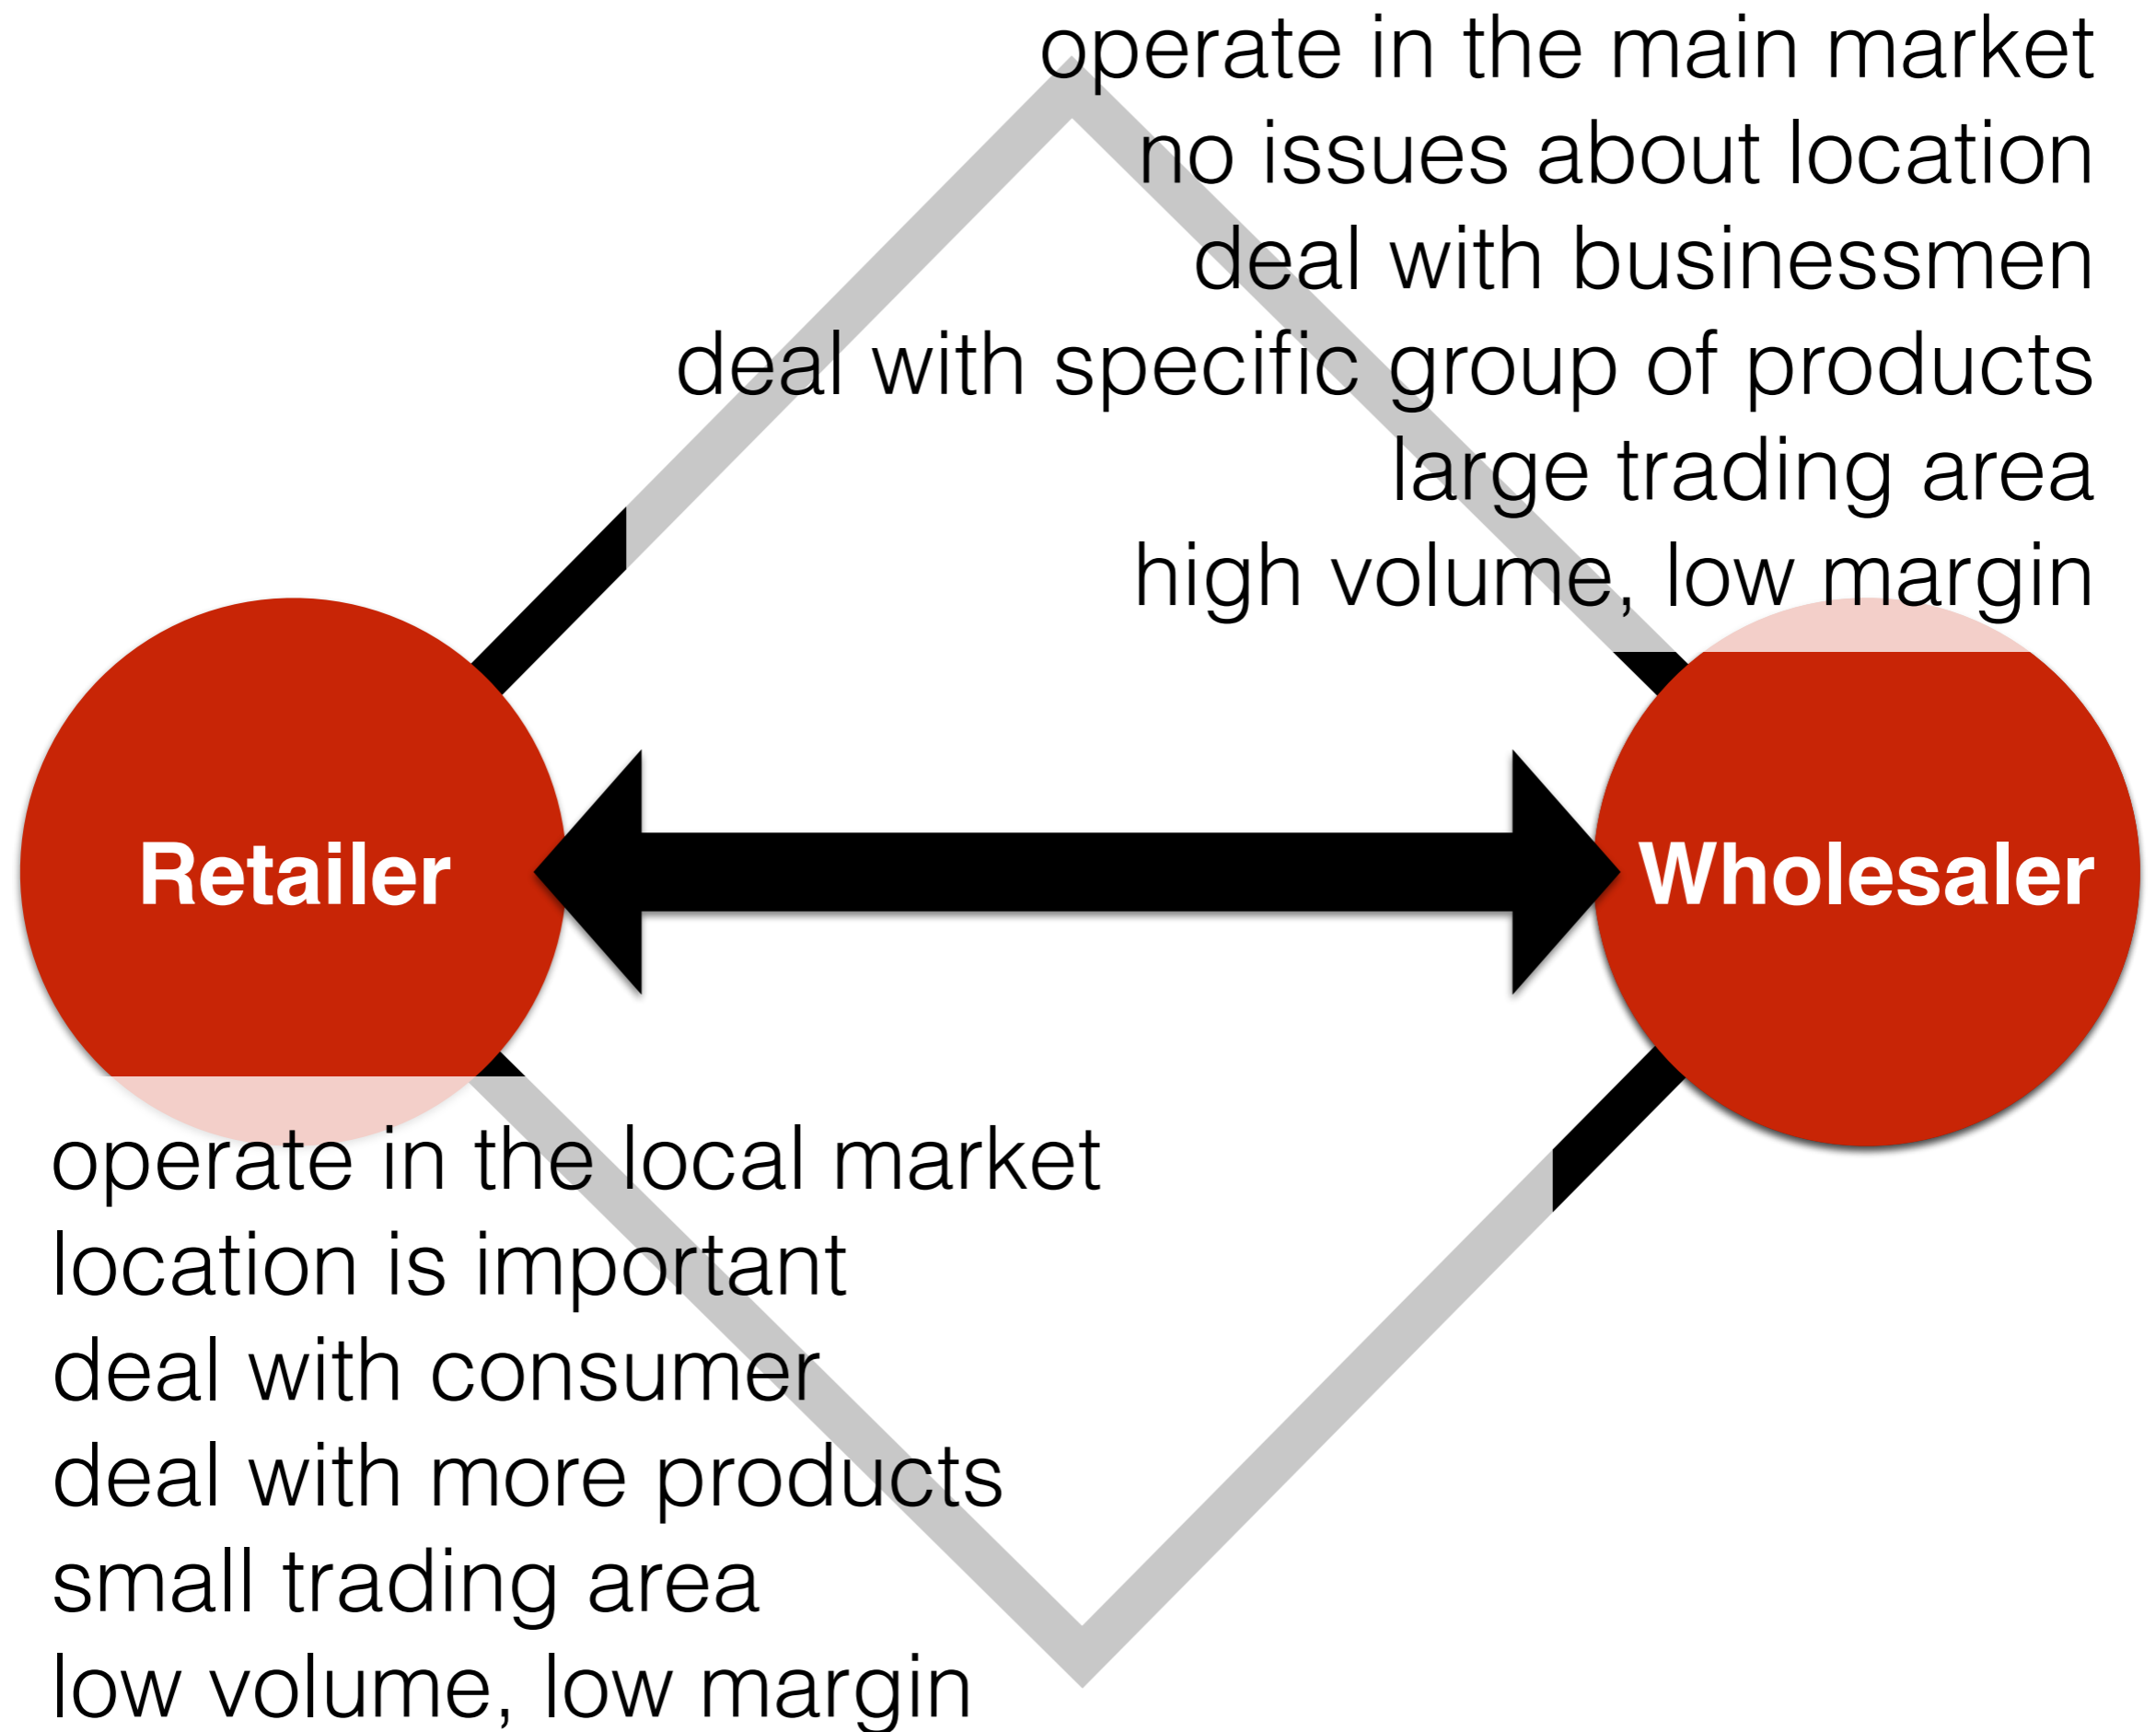 operate in the main market
no issues about location
deal with businessmen
deal with specific group of products
large trading area
high volume, low margin
Retailer
Wholesaler
operate in the local market
location is important
deal with consumer
deal with more products
small trading area
low volume, low margin